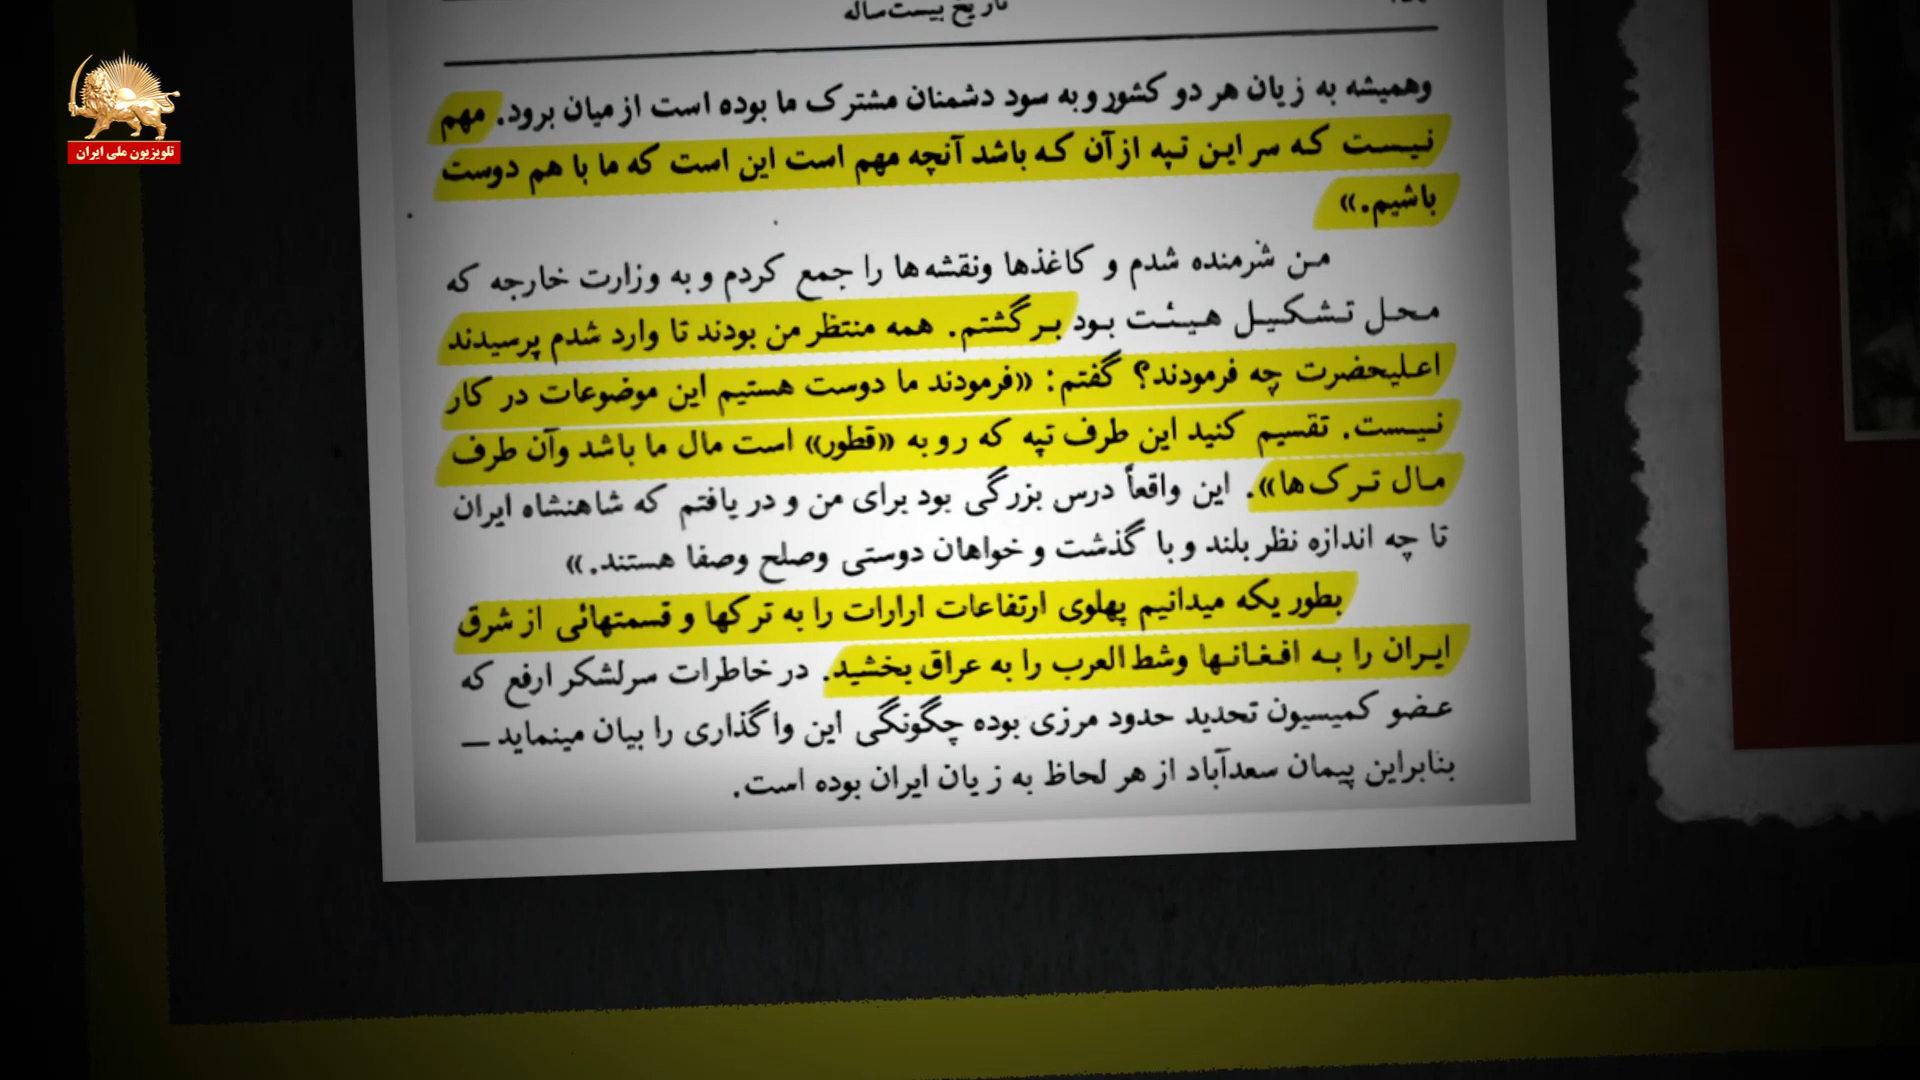 تاریخ بیست‌ساله
وهمیشه به زیان هر دو کشور و به سود دشمنان مشترک ما بوده است از میان برود. مهم
نیست که سر این تپه از آن که باشد آنچه مهم است این است که ما با هم دوست
باشیم.»
من شرمنده شدم و کاغذها ونقشه‌ها را جمع کردم و به وزارت خارجه که
محل تشکیل هیئت بود برگشتم. همه منتظر من بودند تا وارد شدم پرسیدند
اعلیحضرت چه فرمودند؟ گفتم: «فرمودند ما دوست هستیم این موضوعات در کار
نیست. تقسیم کنید این طرف تپه که رو به «قطور» است مال ما باشد وآن طرف
مال ترک‌ها». این واقعاً درس بزرگی بود برای من و دریافتم که شاهنشاه ایران
تا چه اندازه نظر بلند و با گذشت و خواهان دوستی وصلح وصفا هستند.»
بطوریکه میدانیم پهلوی ارتفاعات ارارات را به ترکها و قسمتهائی از شرق
ایران را به افغانها وشط‌العرب را به عراق بخشید. در خاطرات سرلشکر ارفع که
عضو کمیسیون تحدید حدود مرزی بوده چگونگی این واگذاری را بیان مینماید —
بنابراین پیمان سعدآباد از هر لحاظ به زیان ایران بوده است.
تلویزیون ملی ایران